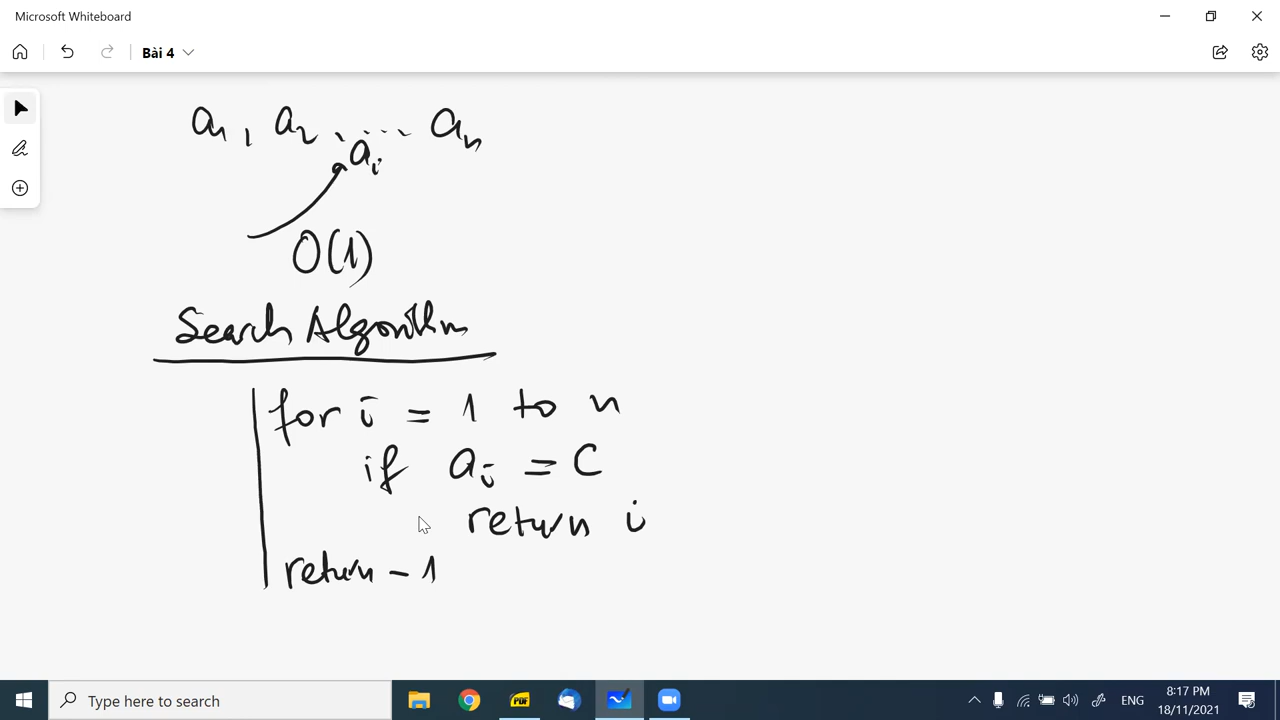 Microsoft Whiteboard
Bài 4
a₁, a₂, ... aₙ
aᵢ
O(1)
Search Algorithm
for i = 1 to n
if aᵢ = C
return i
return -1
Type here to search
PDF
ENG
8:17 PM
18/11/2021